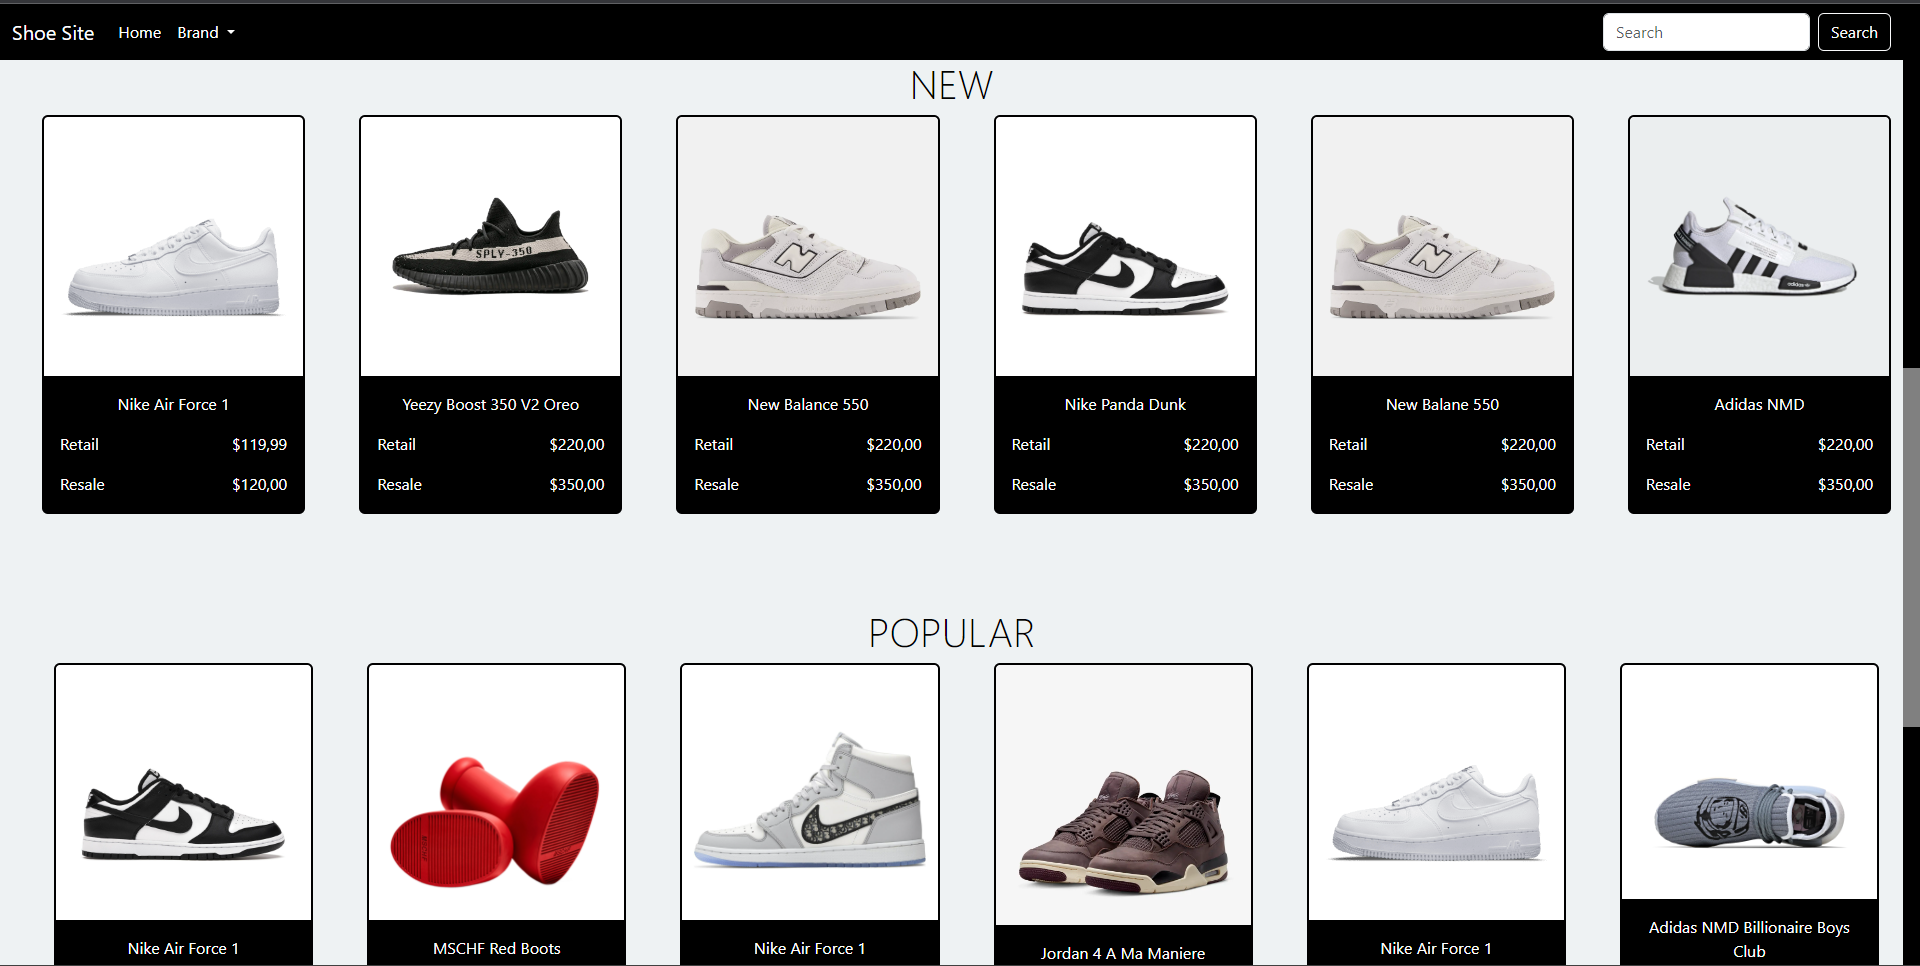 Shoe Site Home Brand Search Search
NEW
SPLY-350
adidas
Nike Air Force 1
Retail $119,99
Resale $120,00
Yeezy Boost 350 V2 Oreo
Retail $220,00
Resale $350,00
New Balance 550
Retail $220,00
Resale $350,00
Nike Panda Dunk
Retail $220,00
Resale $350,00
New Balane 550
Retail $220,00
Resale $350,00
Adidas NMD
Retail $220,00
Resale $350,00
POPULAR
Nike Air Force 1
MSCHF Red Boots
Nike Air Force 1
Jordan 4 A Ma Maniere
Nike Air Force 1
Adidas NMD Billionaire Boys
Club